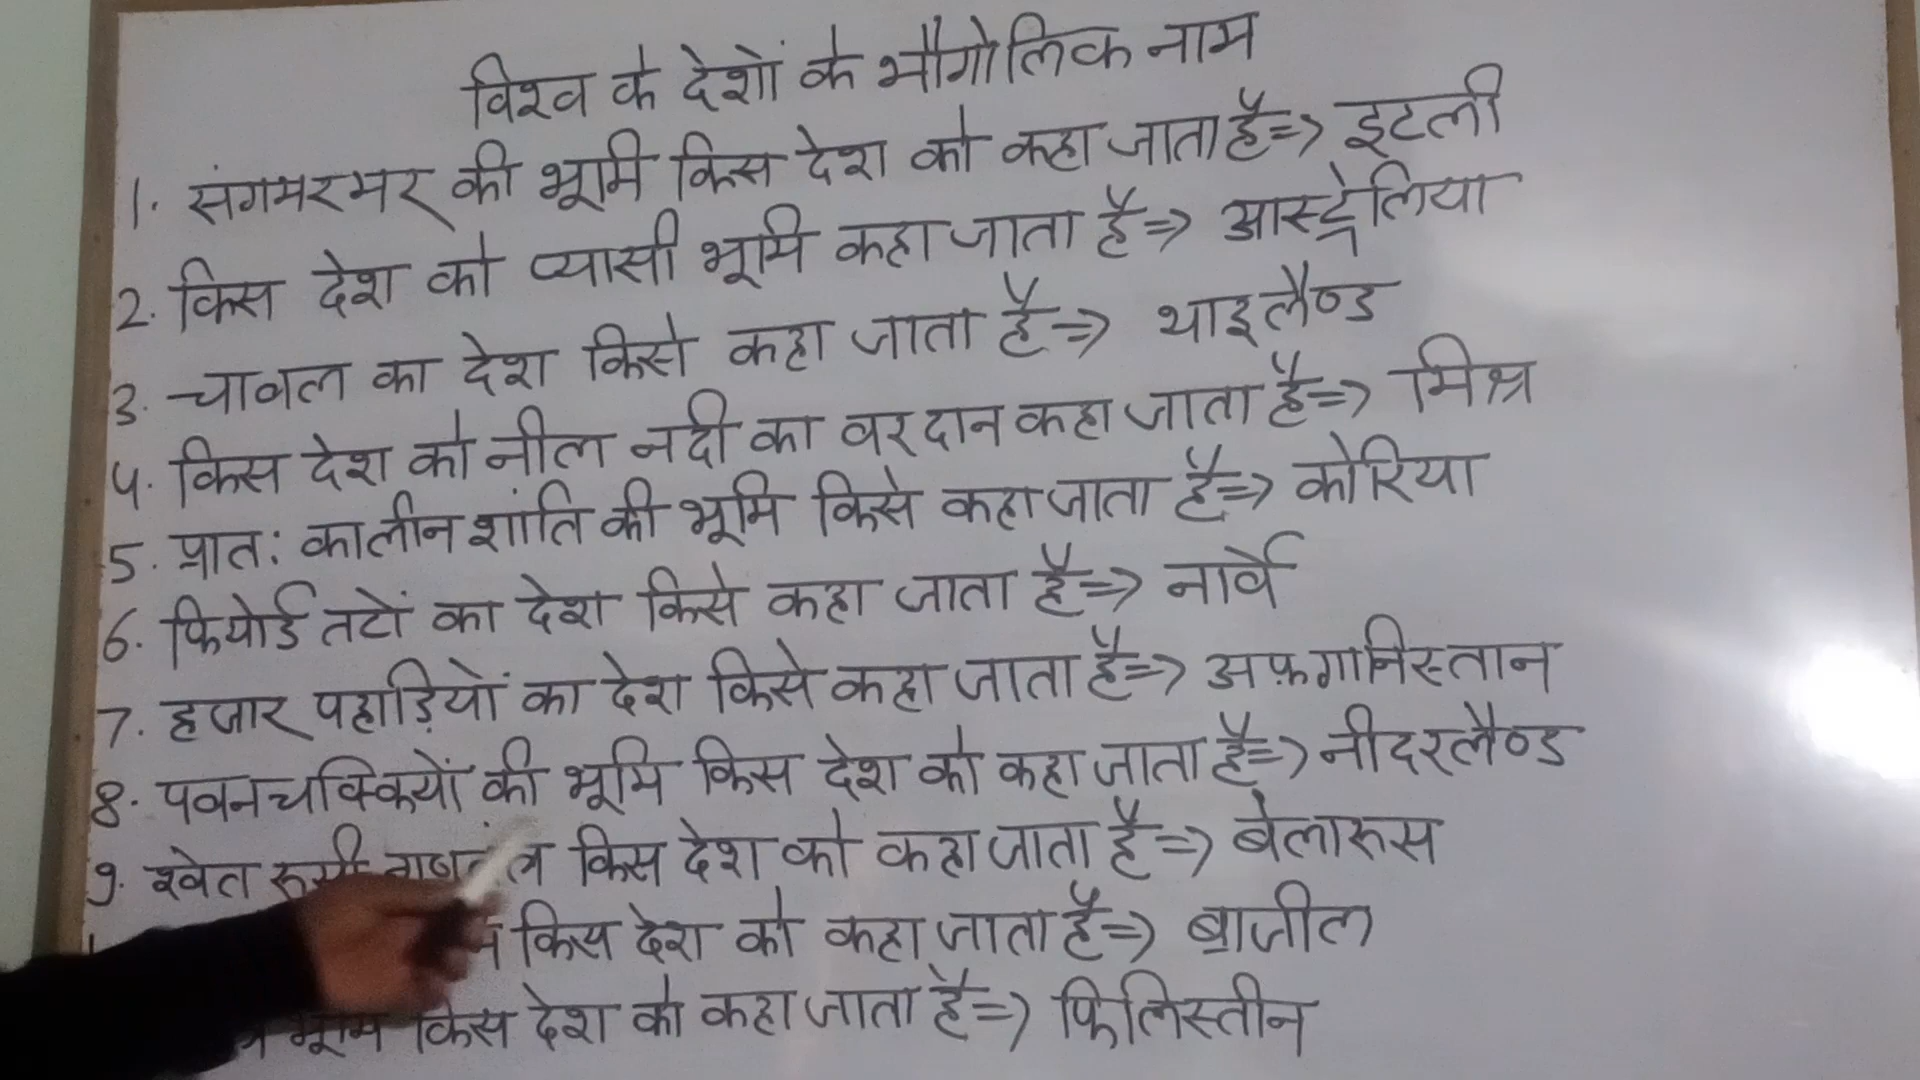 विश्व के देशों के भौगोलिक नाम
1. संगमरमर की भूमि किस देश को कहा जाता है=> इटली
2. किस देश को प्यासी भूमि कहा जाता है=> आस्ट्रेलिया
3. चावल का देश किसे कहा जाता है=> थाइलैण्ड
4. किस देश को नील नदी का वरदान कहा जाता है=> मिश्र
5. प्रात: कालीन शांति की भूमि किसे कहा जाता है=> कोरिया
6. फियोर्ड तटों का देश किसे कहा जाता है=> नार्वे
7. हजार पहाड़ियों का देश किसे कहा जाता है=> अफ़गानिस्तान
8. पवनचक्कियों की भूमि किस देश को कहा जाता है=> नीदरलैण्ड
9. श्वेत रूसी गणतंत्र किस देश को कहा जाता है=> बेलारूस
किस देश को कहा जाता है=> ब्राजील
भूमि किस देश को कहा जाता है=> फिलिस्तीन